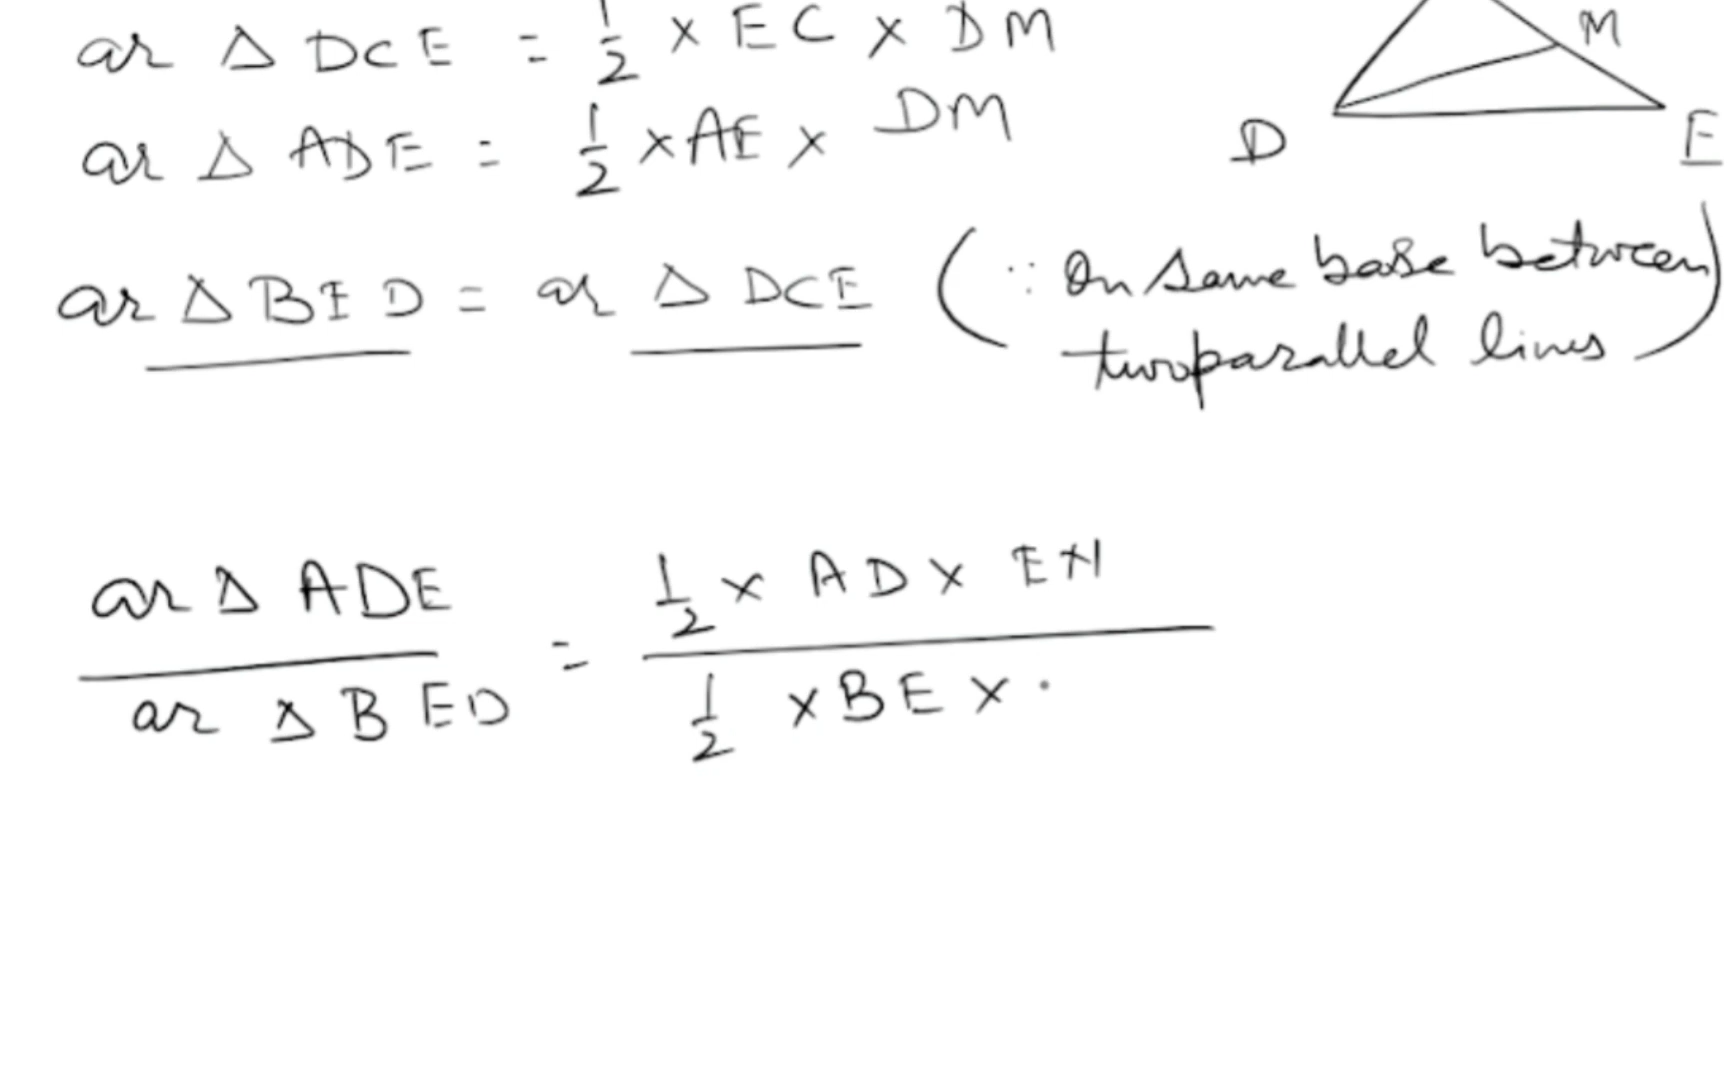 ar Δ DCE = 1/2 × EC × DM
ar Δ ADE = 1/2 × AE × DM
M
D
E
ar Δ BED = ar Δ DCE (∵ On same base between
two parallel lines)
ar Δ ADE / ar Δ BED = 1/2 × AD × EN / 1/2 × BE × .